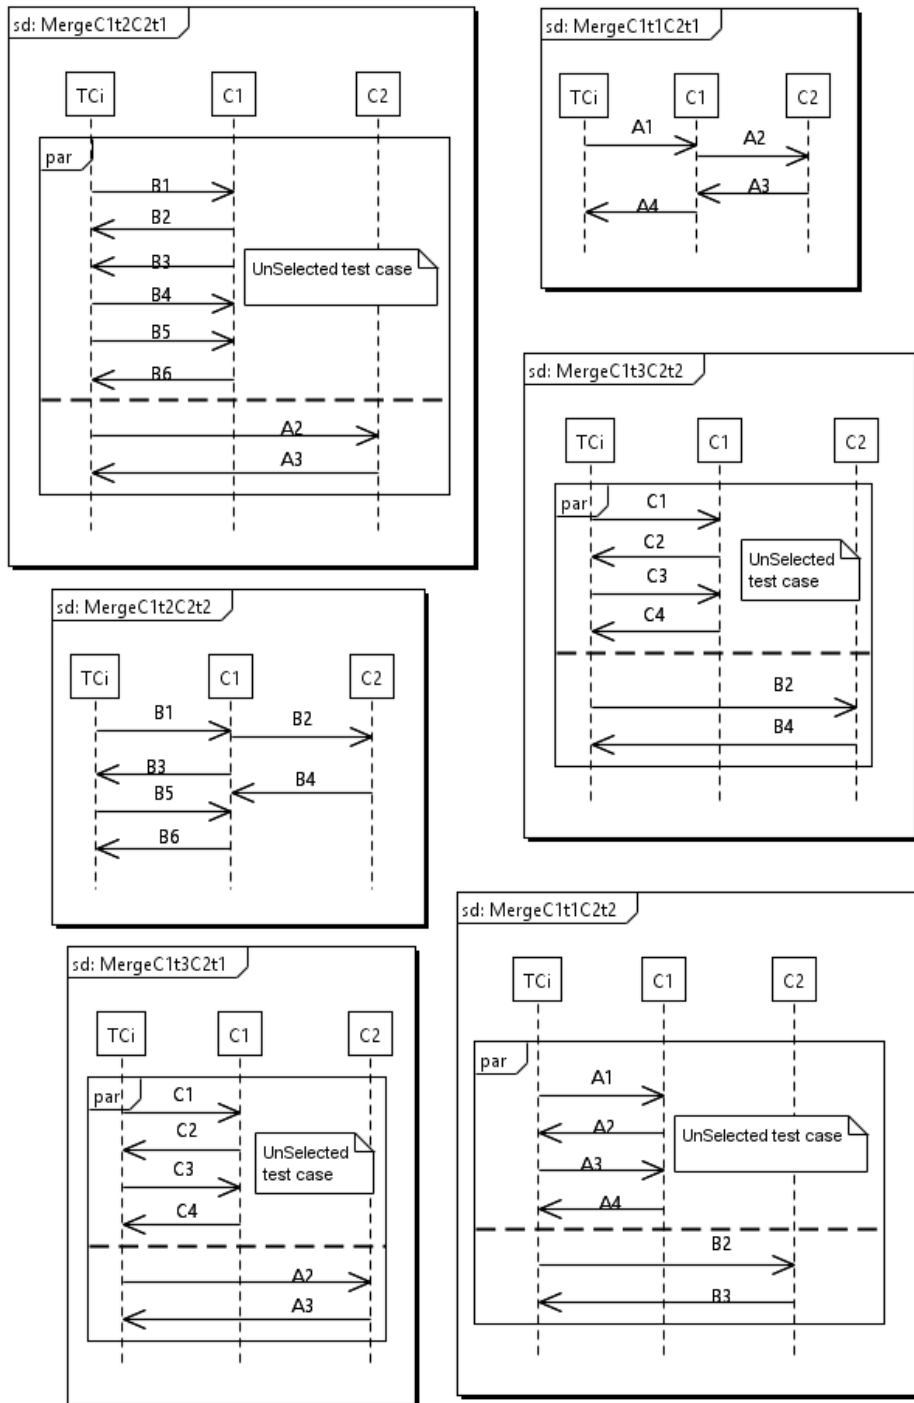 sd: MergeC1t2C2t1
TCi
C1
C2
par
B1
B2
B3
UnSelected test case
B4
B5
B6
A2
A3
sd: MergeC1t1C2t1
TCi
C1
C2
A1
A2
A3
A4
sd: MergeC1t3C2t2
TCi
C1
C2
par
C1
C2
UnSelected
test case
C3
C4
B2
B4
sd: MergeC1t2C2t2
TCi
C1
C2
B1
B2
B3
B4
B5
B6
sd: MergeC1t1C2t2
TCi
C1
C2
par
A1
A2
UnSelected test case
A3
A4
B2
B3
sd: MergeC1t3C2t1
TCi
C1
C2
par
C1
C2
UnSelected
test case
C3
C4
A2
A3